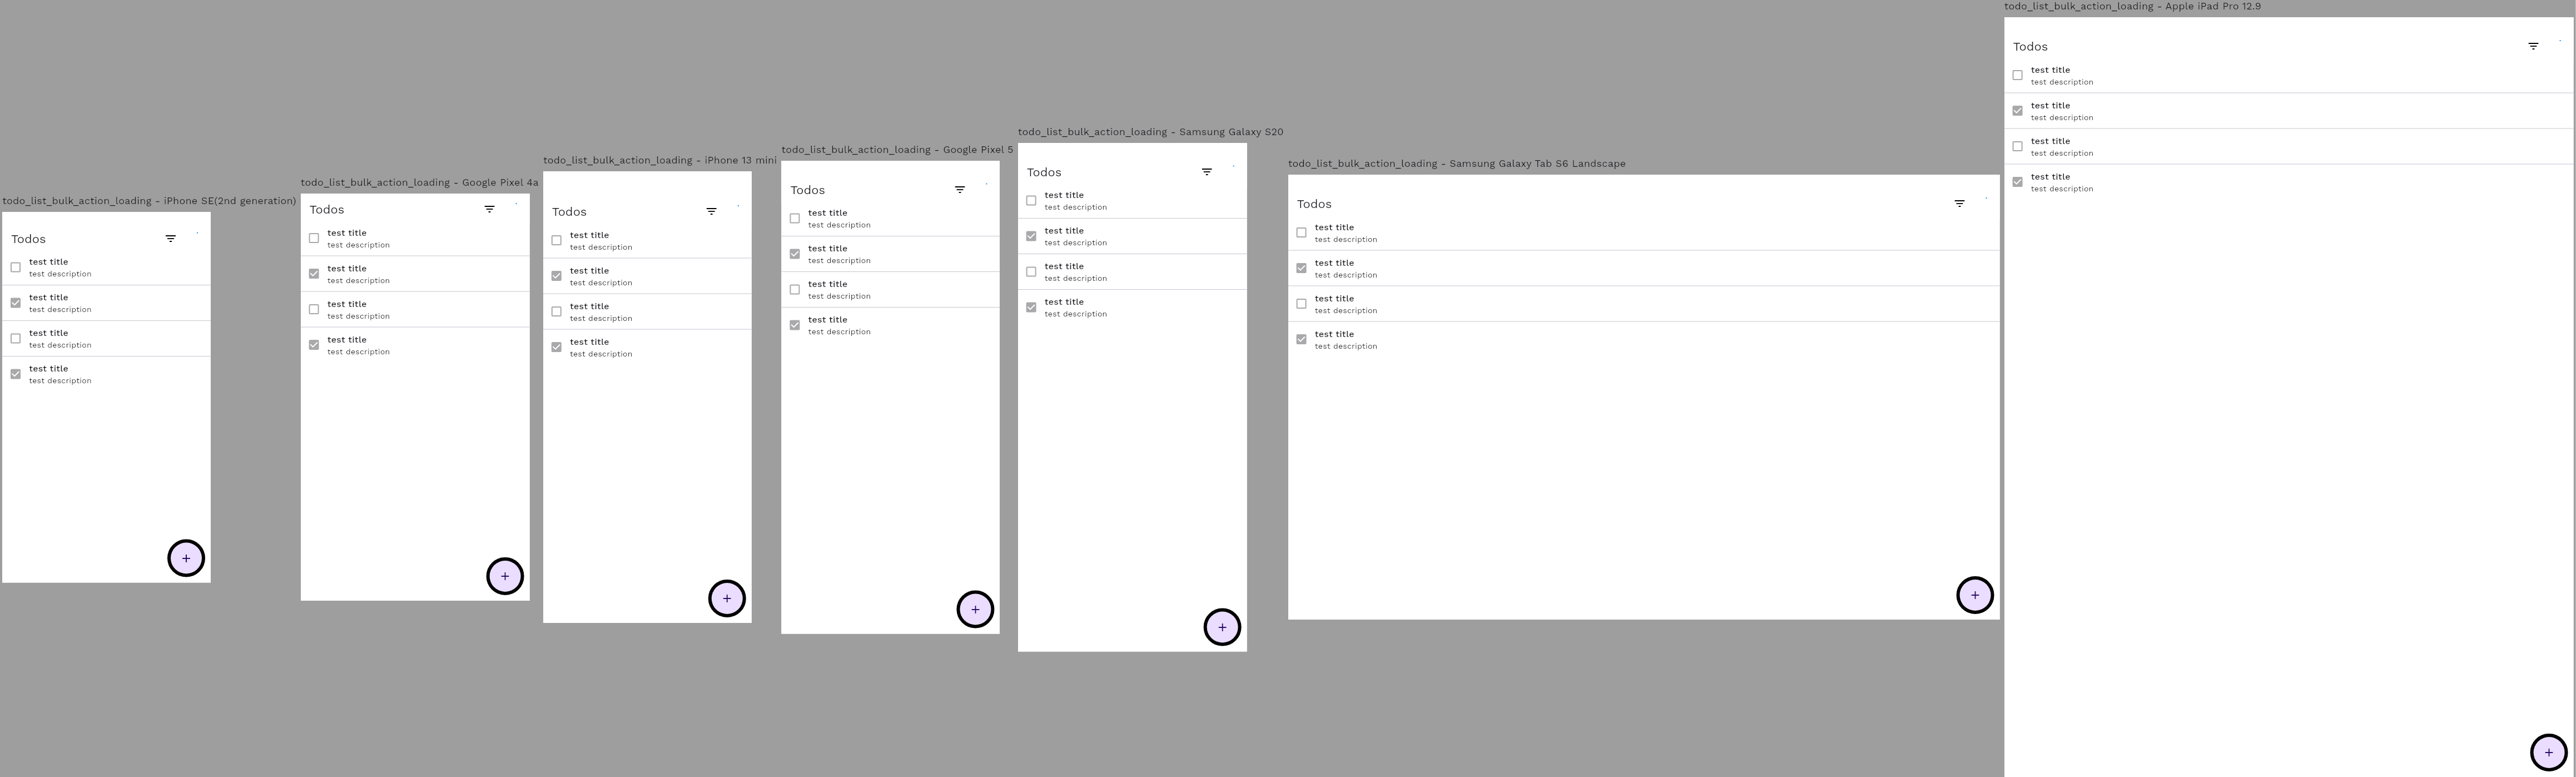 todo_list_bulk_action_loading - iPhone SE(2nd generation)
Todos
test title
test description
test title
test description
test title
test description
test title
test description
todo_list_bulk_action_loading - Google Pixel 4a
Todos
test title
test description
test title
test description
test title
test description
test title
test description
todo_list_bulk_action_loading - iPhone 13 mini
Todos
test title
test description
test title
test description
test title
test description
test title
test description
todo_list_bulk_action_loading - Google Pixel 5
Todos
test title
test description
test title
test description
test title
test description
test title
test description
todo_list_bulk_action_loading - Samsung Galaxy S20
Todos
test title
test description
test title
test description
test title
test description
test title
test description
todo_list_bulk_action_loading - Samsung Galaxy Tab S6 Landscape
Todos
test title
test description
test title
test description
test title
test description
test title
test description
todo_list_bulk_action_loading - Apple iPad Pro 12.9
Todos
test title
test description
test title
test description
test title
test description
test title
test description